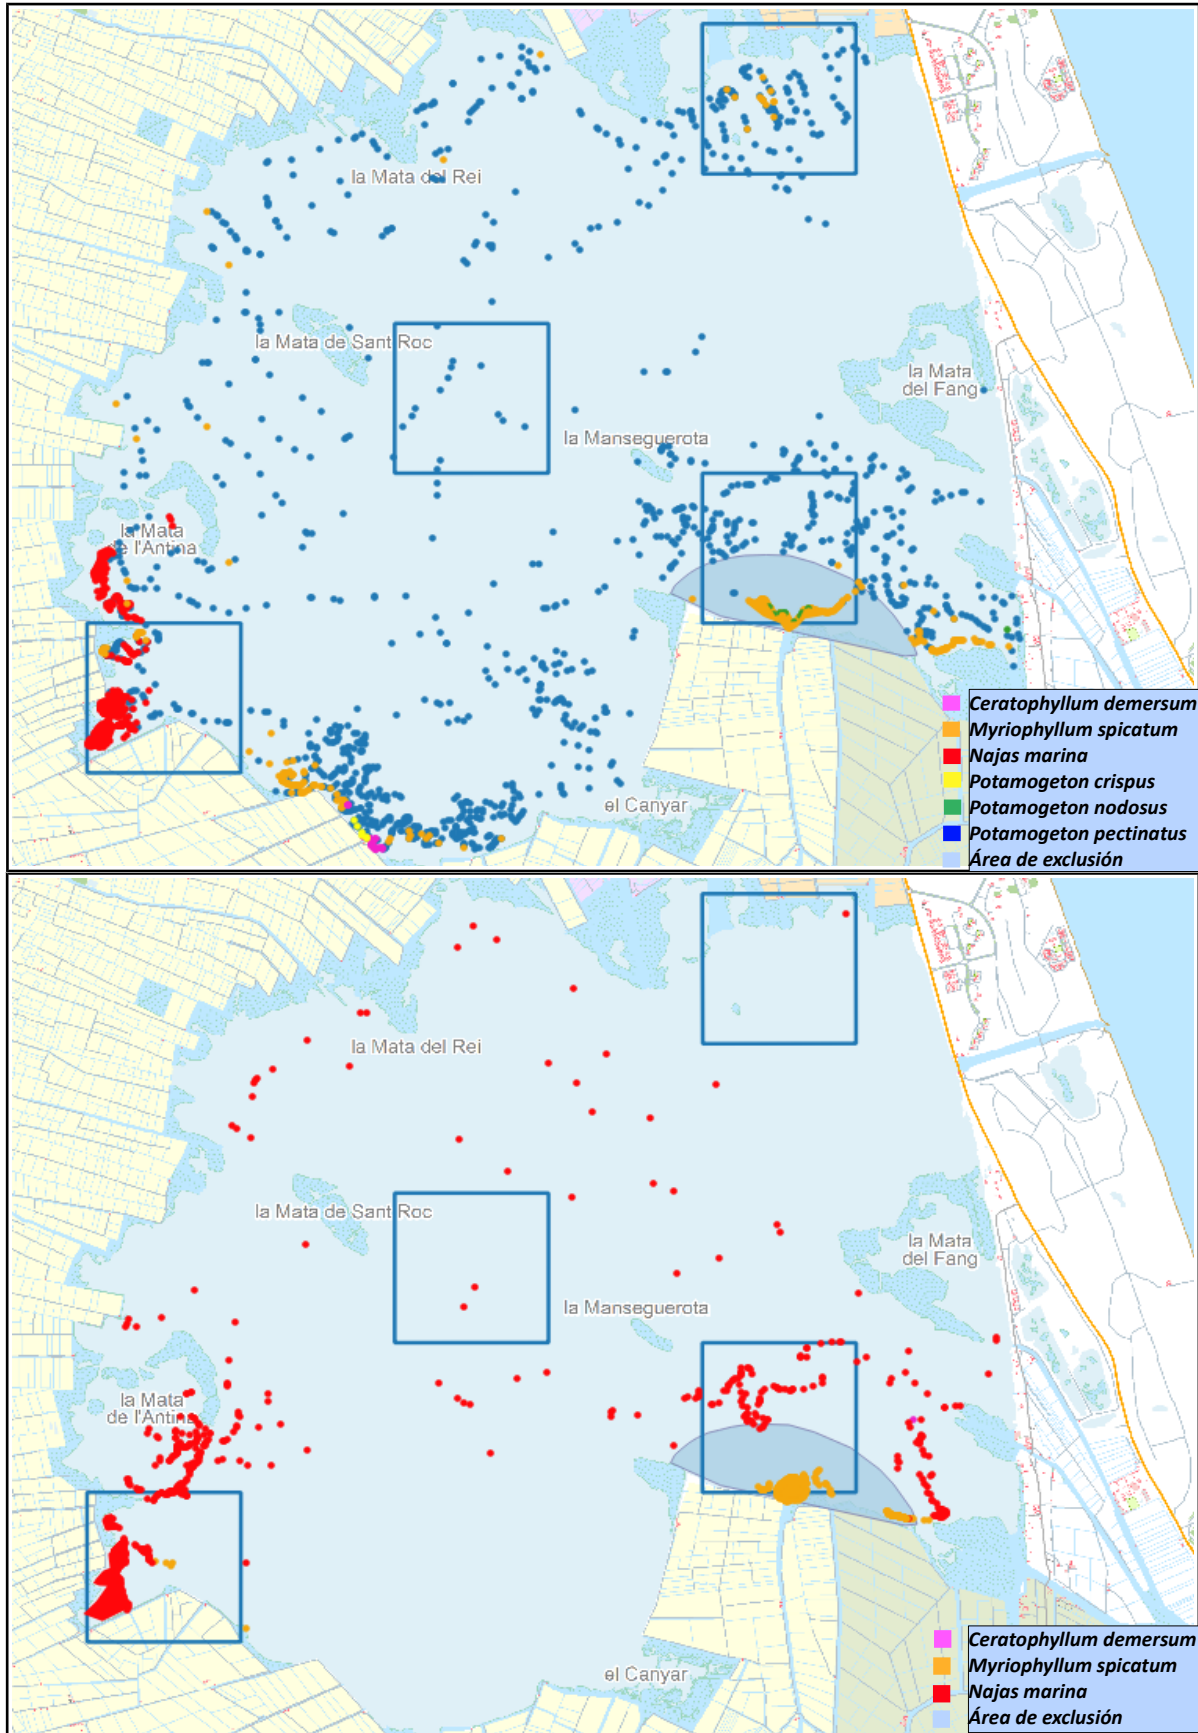 la Mata del Rei
la Mata de Sant Roc
la Mata
del Fang
la Manseguerota
la Mata
de l'Antina
el Canyar
Ceratophyllum demersum
Myriophyllum spicatum
Najas marina
Potamogeton crispus
Potamogeton nodosus
Potamogeton pectinatus
Área de exclusión
la Mata del Rei
la Mata de Sant Roc
la Mata
del Fang
la Manseguerota
la Mata
de l'Antina
el Canyar
Ceratophyllum demersum
Myriophyllum spicatum
Najas marina
Área de exclusión